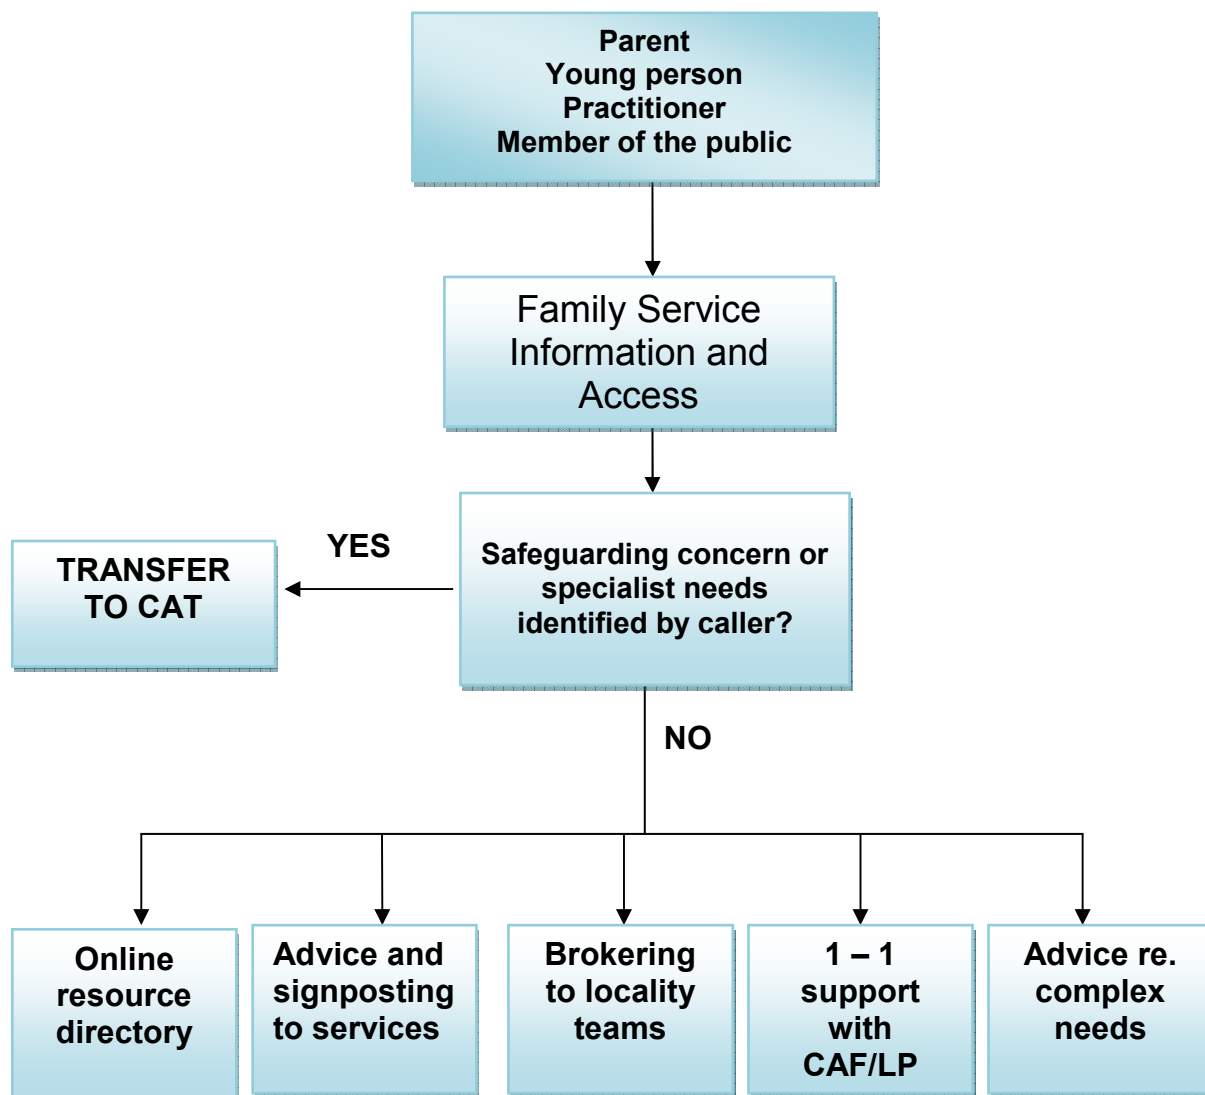 Parent
Young person
Practitioner
Member of the public
Family Service
Information and
Access
YES
TRANSFER
TO CAT
Safeguarding concern or
specialist needs
identified by caller?
NO
Online
resource
directory
Advice and
signposting
to services
Brokering
to locality
teams
1 – 1
support
with
CAF/LP
Advice re.
complex
needs